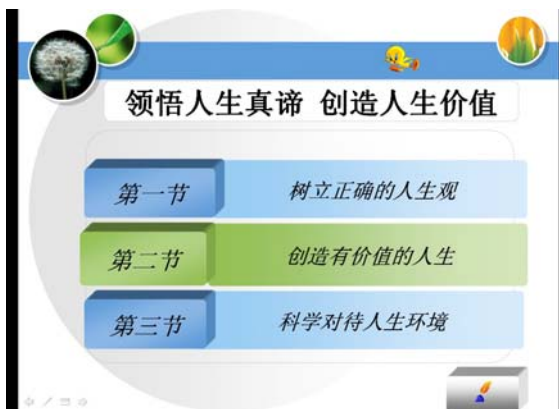 领悟人生真谛 创造人生价值
第一节 树立正确的人生观
第二节 创造有价值的人生
第三节 科学对待人生环境